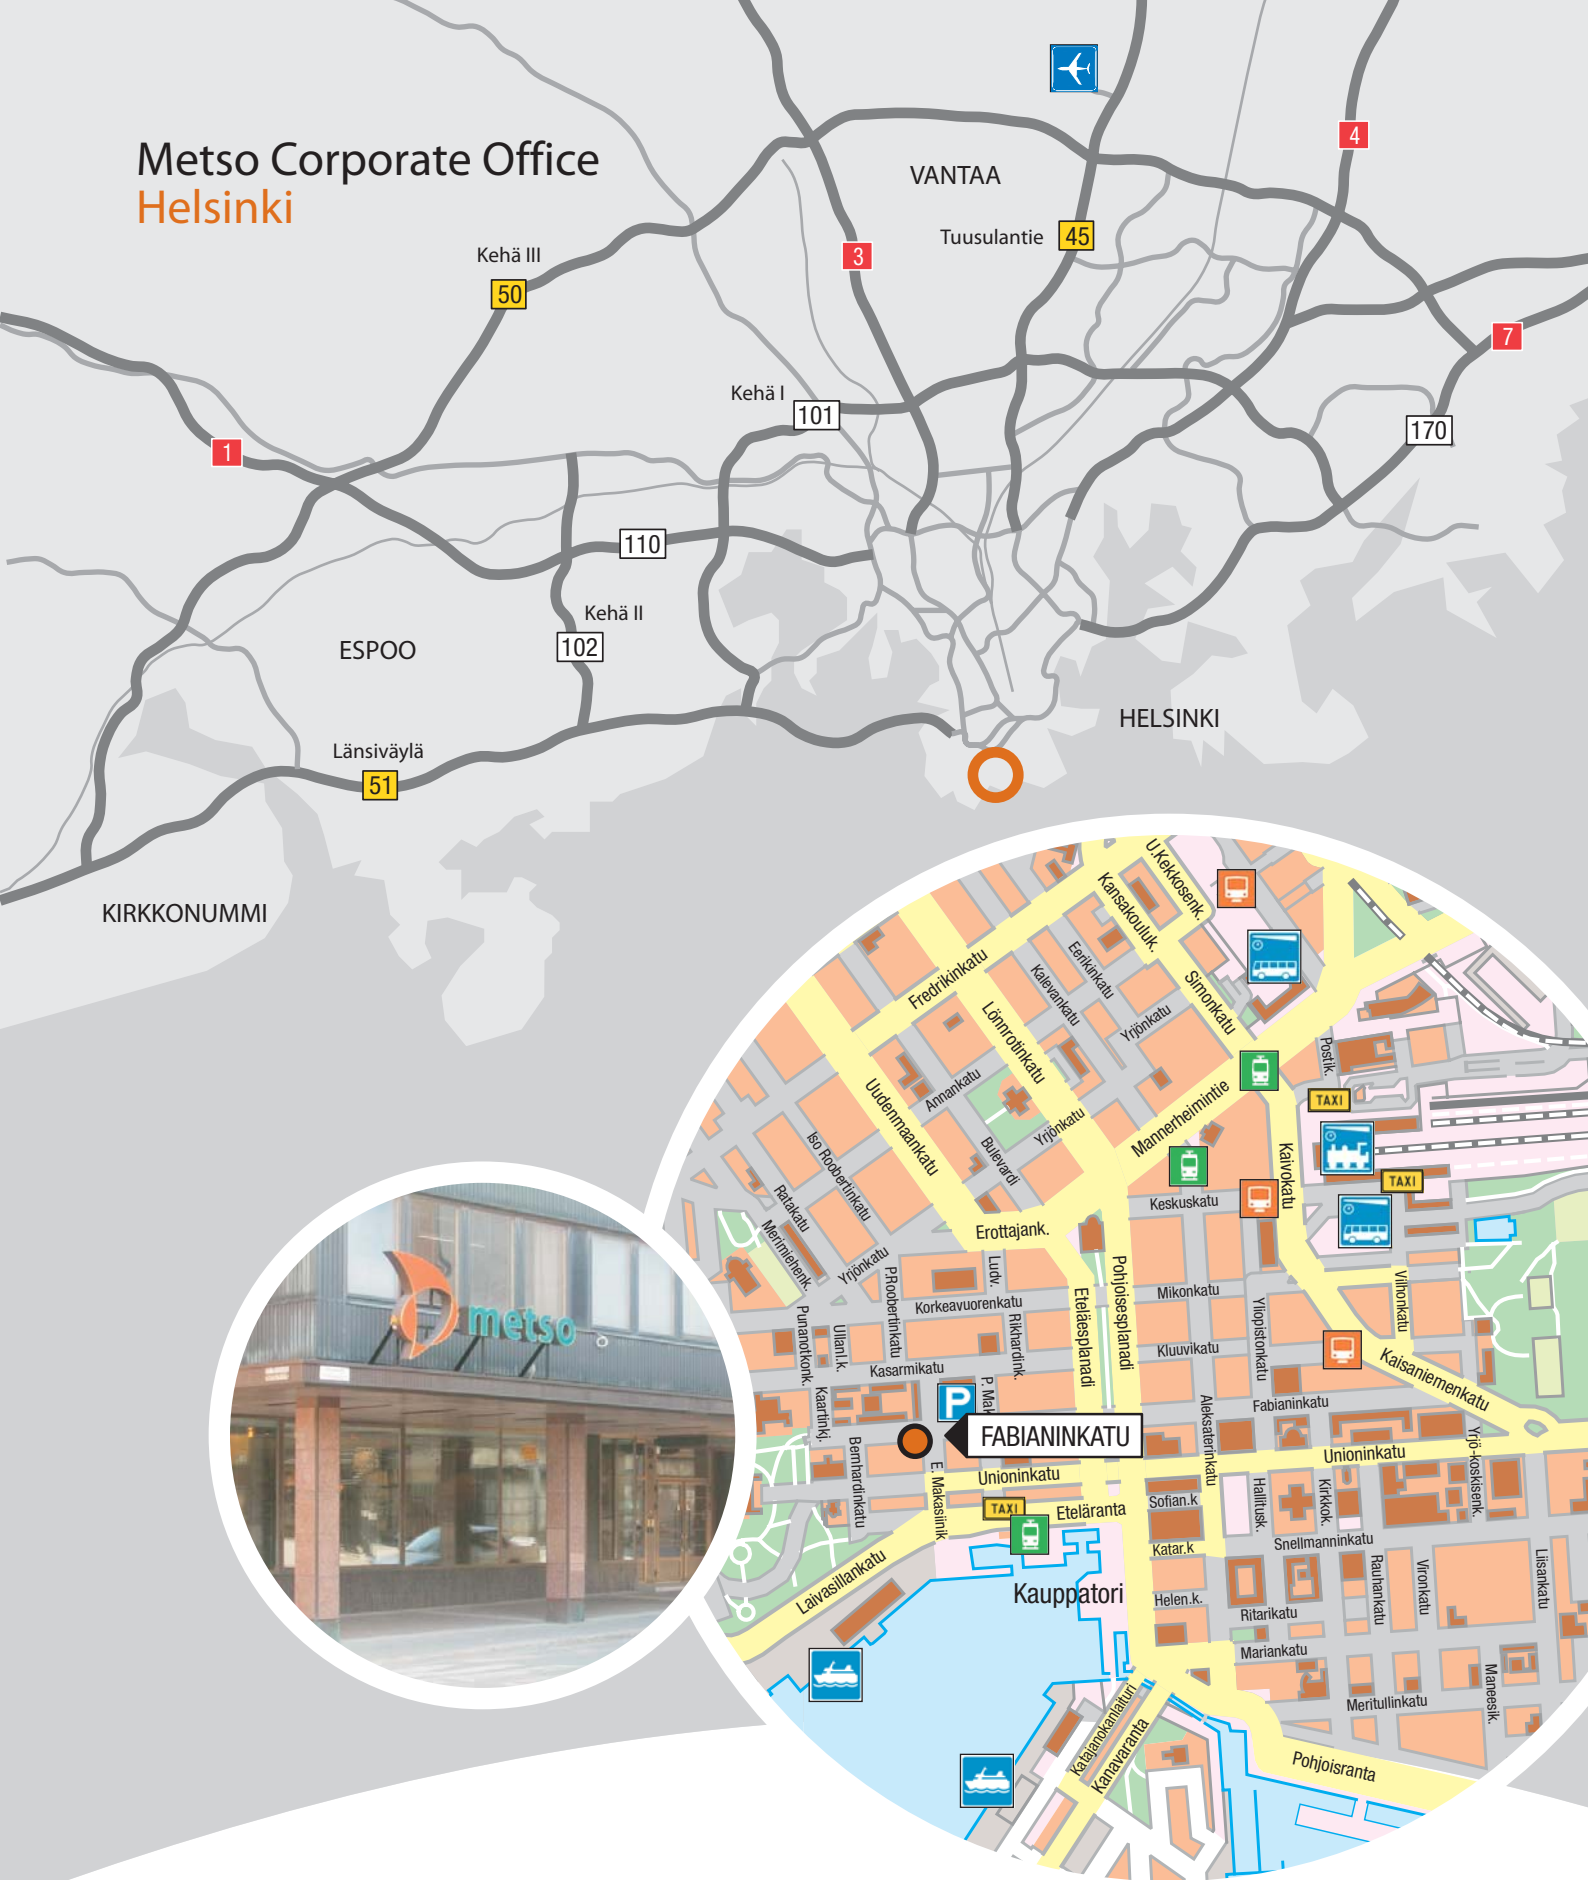 Metso Corporate Office
Helsinki
4
VANTAA
Tuusulantie
45
3
Kehä III
50
7
Kehä I
101
170
1
110
Kehä II
102
ESPOO
HELSINKI
Länsiväylä
51
KIRKKONUMMI
U.Kekkosenk.
Kansakouluk.
Fredrikinkatu
Eerikinkatu
Kalevankatu
Simonkatu
Lönnrotinkatu
Yrjönkatu
Postik.
TAXI
Annankatu
Uudenmaankatu
Mannerheimintie
Yrjönkatu
Bulevardi
Kaivokatu
TAXI
Iso Roobertinkatu
Ratakatu
Merimiehenk.
Keskuskatu
Erottajank.
Yrjönkatu
P.Roobertinkatu
Ludv.
Korkeavuorenkatu
Eteläesplanadi
Pohjoisesplanadi
Mikonkatu
Yliopistonkatu
Vilhonkatu
Punanotkonk.
Ullanl.k.
Rikhardink.
Kluuvikatu
Kaisaniemenkatu
Kasarmikatu
metso
P
P. Mak
Kaartinkj.
Aleksaterinkatu
Fabianinkatu
FABIANINKATU
Bernhardinkatu
E. Makasiinik
Unioninkatu
Unioninkatu
Yrjö-koskisenk.
TAXI
Eteläranta
Sofian.k
Hallitusk.
Kirkkok.
Snellmanninkatu
Katar.k
Rauhankatu
Vironkatu
Liisankatu
Laivasillankatu
Kauppatori
Helen.k.
Ritarikatu
Mariankatu
Maneesik.
Meritullinkatu
Katajanokanlaituri
Kanavaranta
Pohjoisranta